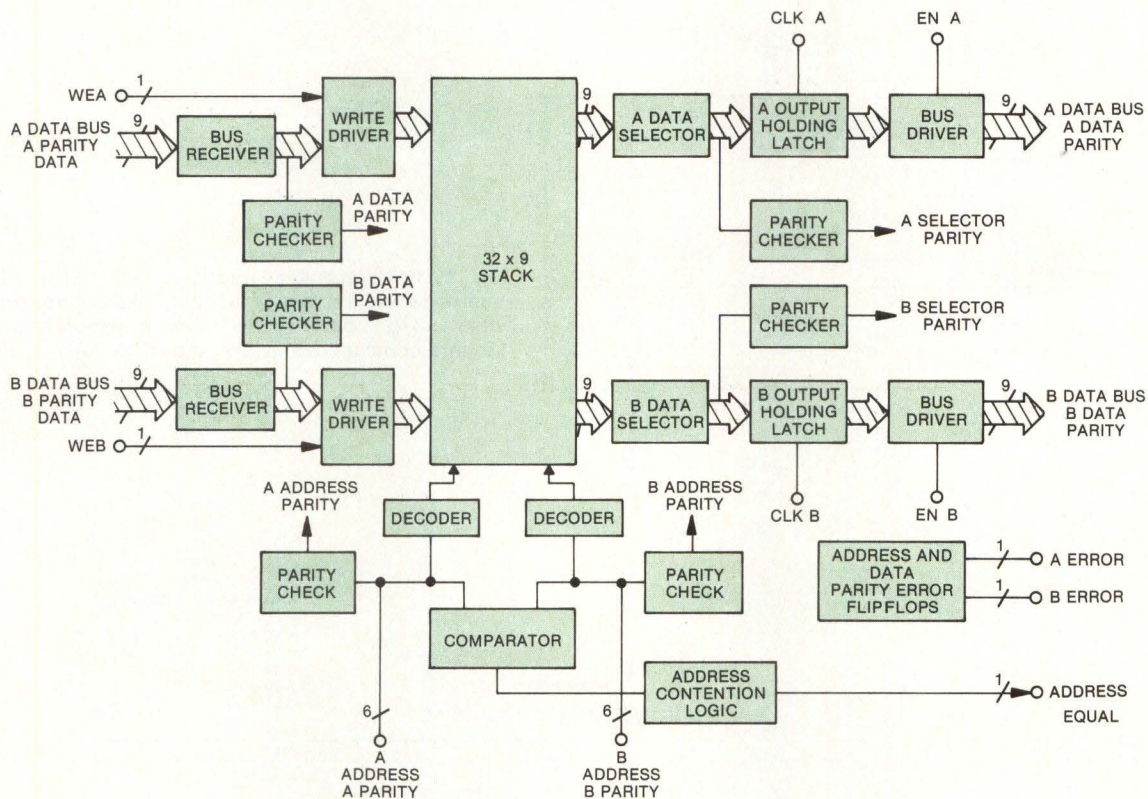 CLK A
EN A
WEA
1
A DATA BUS
A PARITY
DATA
9
BUS
RECEIVER
WRITE
DRIVER
9
A DATA
SELECTOR
A OUTPUT
HOLDING
LATCH
BUS
DRIVER
9
A DATA BUS
A DATA
PARITY
PARITY
CHECKER
A DATA
PARITY
PARITY
CHECKER
A SELECTOR
PARITY
32 x 9
STACK
PARITY
CHECKER
B DATA
PARITY
PARITY
CHECKER
B SELECTOR
PARITY
B DATA BUS
B PARITY
DATA
9
BUS
RECEIVER
WRITE
DRIVER
9
B DATA
SELECTOR
B OUTPUT
HOLDING
LATCH
BUS
DRIVER
9
B DATA BUS
B DATA
PARITY
WEB
1
A ADDRESS
PARITY
DECODER
DECODER
B ADDRESS
PARITY
CLK B
EN B
PARITY
CHECK
PARITY
CHECK
ADDRESS AND
DATA
PARITY ERROR
FLIPFLOPS
1
A ERROR
1
B ERROR
COMPARATOR
ADDRESS
CONTENTION
LOGIC
1
ADDRESS
EQUAL
6
A
ADDRESS
A PARITY
6
B
ADDRESS
B PARITY